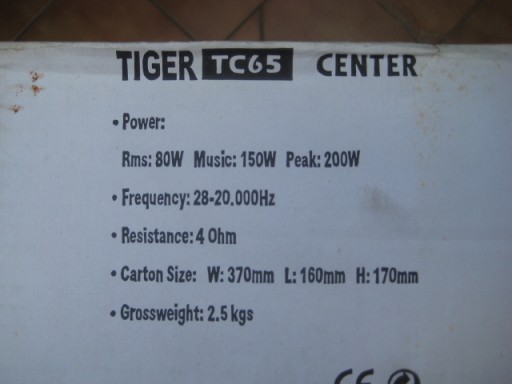 TIGER TC65 CENTER
• Power:
Rms: 80W Music: 150W Peak: 200W
• Frequency: 28-20.000Hz
• Resistance: 4 Ohm
• Carton Size: W: 370mm L: 160mm H: 170mm
• Grossweight: 2.5 kgs
CE